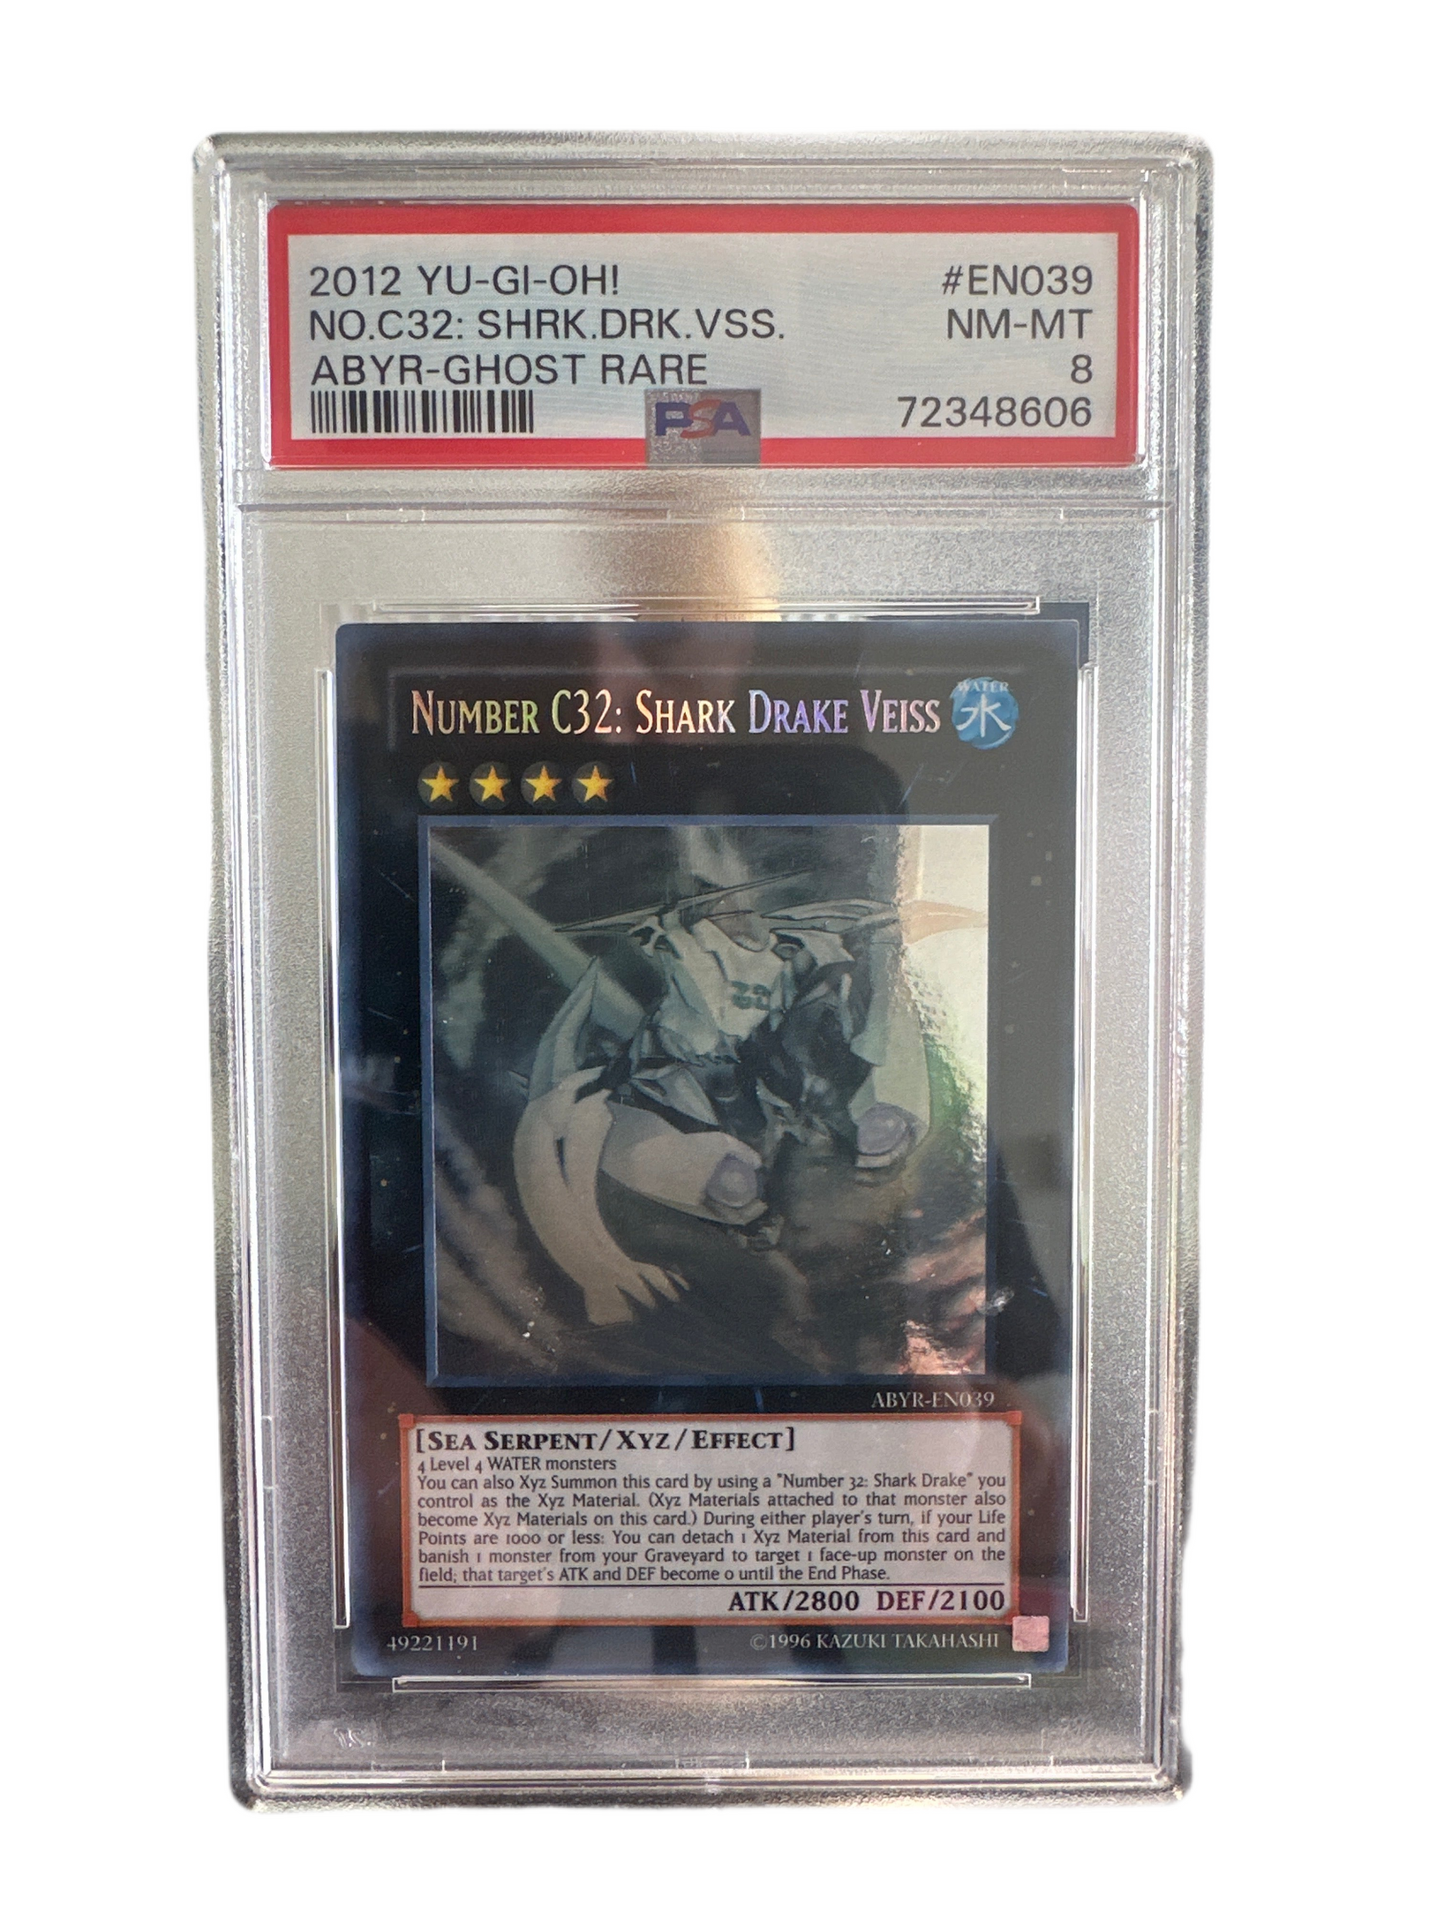 2012 YU-GI-OH! #EN039
NO.C32: SHRK.DRK.VSS. NM-MT
ABYR-GHOST RARE 8
PSA 72348606
NUMBER C32: SHARK DRAKE VEISS
WATER
水
32
ABYR-EN039
[SEA SERPENT/XYZ/EFFECT]
4 Level 4 WATER monsters
You can also Xyz Summon this card by using a "Number 32: Shark Drake" you
control as the Xyz Material. (Xyz Materials attached to that monster also
become Xyz Materials on this card.) During either player's turn, if your Life
Points are 1000 or less: You can detach 1 Xyz Material from this card and
banish 1 monster from your Graveyard to target 1 face-up monster on the
field; that target's ATK and DEF become 0 until the End Phase.
ATK/2800 DEF/2100
49221191 ©1996 KAZUKI TAKAHASHI